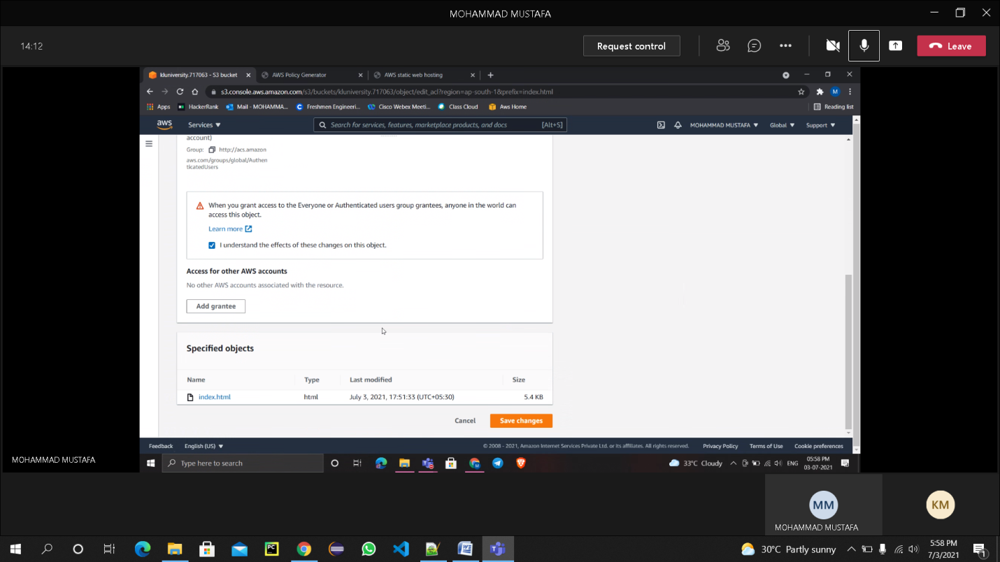 MOHAMMAD MUSTAFA
14:12
Request control
Leave
kluniversity.717063 - S3 bucket
AWS Policy Generator
AWS static web hosting
s3.console.aws.amazon.com/s3/buckets/kluniversity.717063/object/edit_acl?region=ap-south-1&prefix=index.html
M
Apps
HackerRank
Mail - MOHAMMA...
Freshmen Engineeri...
Cisco Webex Meeti...
Class Cloud
Aws Home
Reading list
aws
Services
Search for services, features, marketplace products, and docs
[Alt+S]
MOHAMMAD MUSTAFA
Global
Support
account)
Group: http://acs.amazon
aws.com/groups/global/Authen
ticatedUsers
When you grant access to the Everyone or Authenticated users group grantees, anyone in the world can
access this object.
Learn more
I understand the effects of these changes on this object.
Access for other AWS accounts
No other AWS accounts associated with the resource.
Add grantee
Specified objects
Name Type Last modified Size
index.html html July 3, 2021, 17:51:33 (UTC+05:30) 5.4 KB
Cancel
Save changes
Feedback
English (US)
© 2008 - 2021, Amazon Internet Services Private Ltd. or its affiliates. All rights reserved.
Privacy Policy
Terms of Use
Cookie preferences
MOHAMMAD MUSTAFA
Type here to search
33°C Cloudy
ENG
05:58 PM
03-07-2021
MM
MOHAMMAD MUSTAFA
KM
PC
30°C Partly sunny
5:58 PM
7/3/2021
1